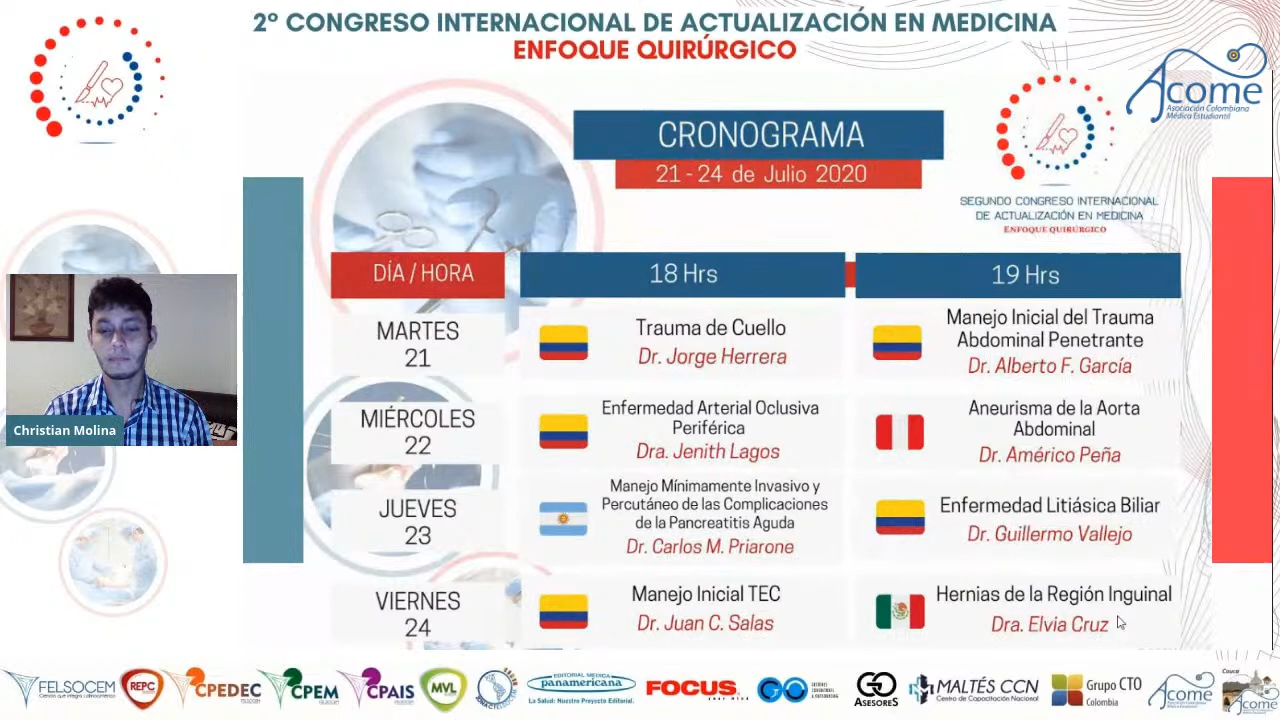 2° CONGRESO INTERNACIONAL DE ACTUALIZACIÓN EN MEDICINA
ENFOQUE QUIRÚRGICO
Acome
Asociación Colombiana
Médica Estudiantil
CRONOGRAMA
21 - 24 de Julio 2020
SEGUNDO CONGRESO INTERNACIONAL
DE ACTUALIZACIÓN EN MEDICINA
ENFOQUE QUIRÚRGICO
DÍA / HORA
18 Hrs
19 Hrs
MARTES
21
Trauma de Cuello
Dr. Jorge Herrera
Manejo Inicial del Trauma
Abdominal Penetrante
Dr. Alberto F. García
MIÉRCOLES
22
Enfermedad Arterial Oclusiva
Periférica
Dra. Jenith Lagos
Aneurisma de la Aorta
Abdominal
Dr. Américo Peña
JUEVES
23
Manejo Mínimamente Invasivo y
Percutáneo de las Complicaciones
de la Pancreatitis Aguda
Dr. Carlos M. Priarone
Enfermedad Litiásica Biliar
Dr. Guillermo Vallejo
VIERNES
24
Manejo Inicial TEC
Dr. Juan C. Salas
Hernias de la Región Inguinal
Dra. Elvia Cruz
Christian Molina
FELSOCEM
REPC
CPEDEC
FELSOCEM
CPEM
FELSOCEM
CPAIS
FELSOCEM
MVL
EDITORIAL MEDICA
panamericana
La Salud: Nuestro Proyecto Editorial.
FOCUS
GO
GO
ASESORES
MALTÉS CCN
Centro de Capacitación Nacional
Grupo CTO
Colombia
Acome
Cauca
Acome